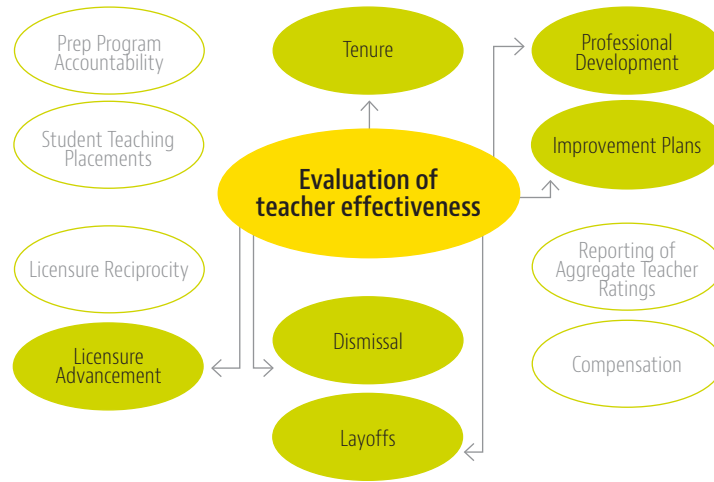 Prep Program
Accountability
Tenure
Professional
Development
Student Teaching
Placements
Improvement Plans
Evaluation of
teacher effectiveness
Licensure Reciprocity
Reporting of
Aggregate Teacher
Ratings
Licensure
Advancement
Dismissal
Compensation
Layoffs